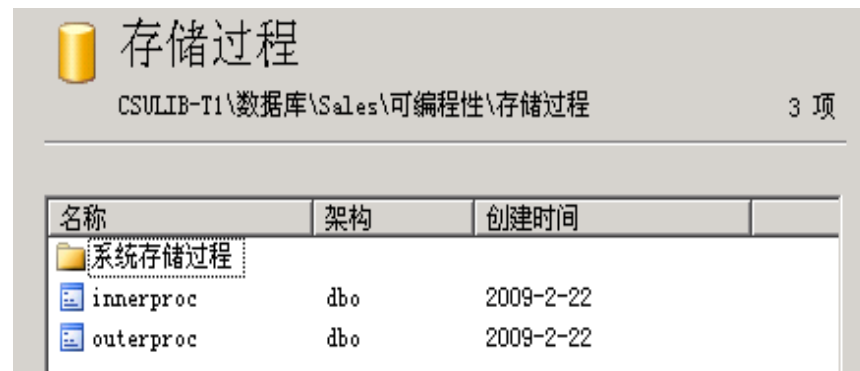 存储过程
CSULIB-T1\数据库\Sales\可编程性\存储过程 3 项
名称 架构 创建时间
系统存储过程
innerproc dbo 2009-2-22
outerproc dbo 2009-2-22